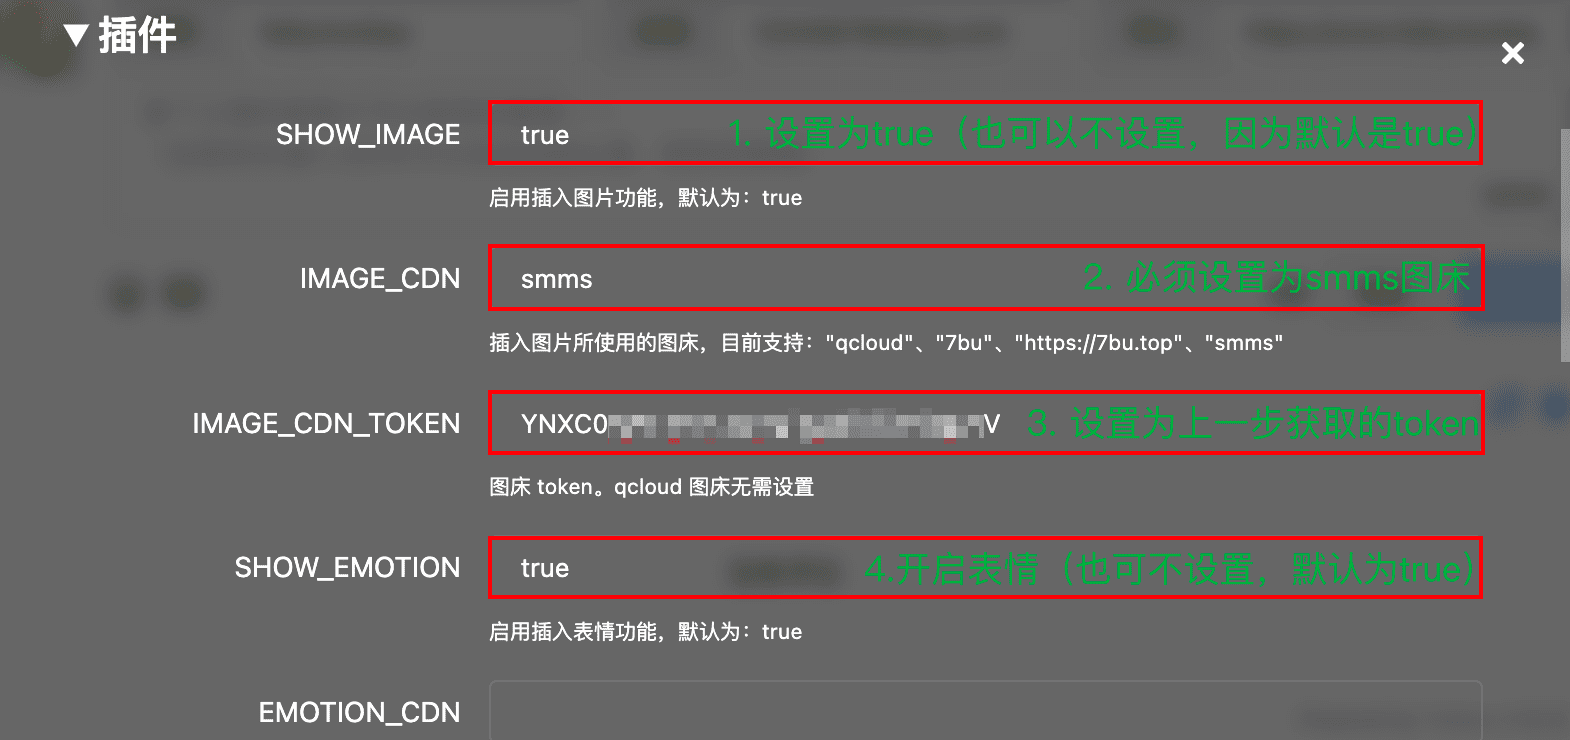 ▼ 插件
SHOW_IMAGE true 1. 设置为true（也可以不设置，因为默认是true）
启用插入图片功能，默认为：true
IMAGE_CDN smms 2. 必须设置为smms图床
插入图片所使用的图床，目前支持："qcloud"、"7bu"、"https://7bu.top"、"smms"
IMAGE_CDN_TOKEN YNXC0 V 3. 设置为上一步获取的token
图床 token。qcloud 图床无需设置
SHOW_EMOTION true 4.开启表情（也可不设置，默认为true）
启用插入表情功能，默认为：true
EMOTION_CDN